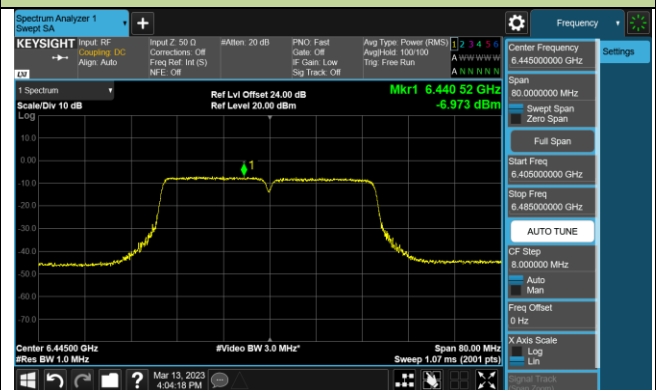 Spectrum Analyzer 1
Swept SA
Frequency
KEYSIGHT
Input: RF
Coupling: DC
Align: Auto
Input Z: 50 Ω
Corrections: Off
Freq Ref: Int (S)
NFE: Off
#Atten: 20 dB
PNO: Fast
Gate: Off
IF Gain: Low
Sig Track: Off
Avg Type: Power (RMS)
Avg|Hold: 100/100
Trig: Free Run
1 2 3 4 5 6
A W W W W W
A N N N N N
LXI
Center Frequency
6.445000000 GHz
Settings
Span
80.0000000 MHz
Swept Span
Zero Span
Full Span
Start Freq
6.405000000 GHz
Stop Freq
6.485000000 GHz
AUTO TUNE
CF Step
8.000000 MHz
Auto
Man
Freq Offset
0 Hz
X Axis Scale
Log
Lin
Signal Track
1 Spectrum
Scale/Div 10 dB
Log
Ref Lvl Offset 24.00 dB
Ref Level 20.00 dBm
Mkr1 6.440 52 GHz
-6.973 dBm
10.0
0.00
-10.0
-20.0
-30.0
-40.0
-50.0
-60.0
-70.0
1
Center 6.44500 GHz
#Res BW 1.0 MHz
#Video BW 3.0 MHz*
Span 80.00 MHz
Sweep 1.07 ms (2001 pts)
Mar 13, 2023
4:04:18 PM